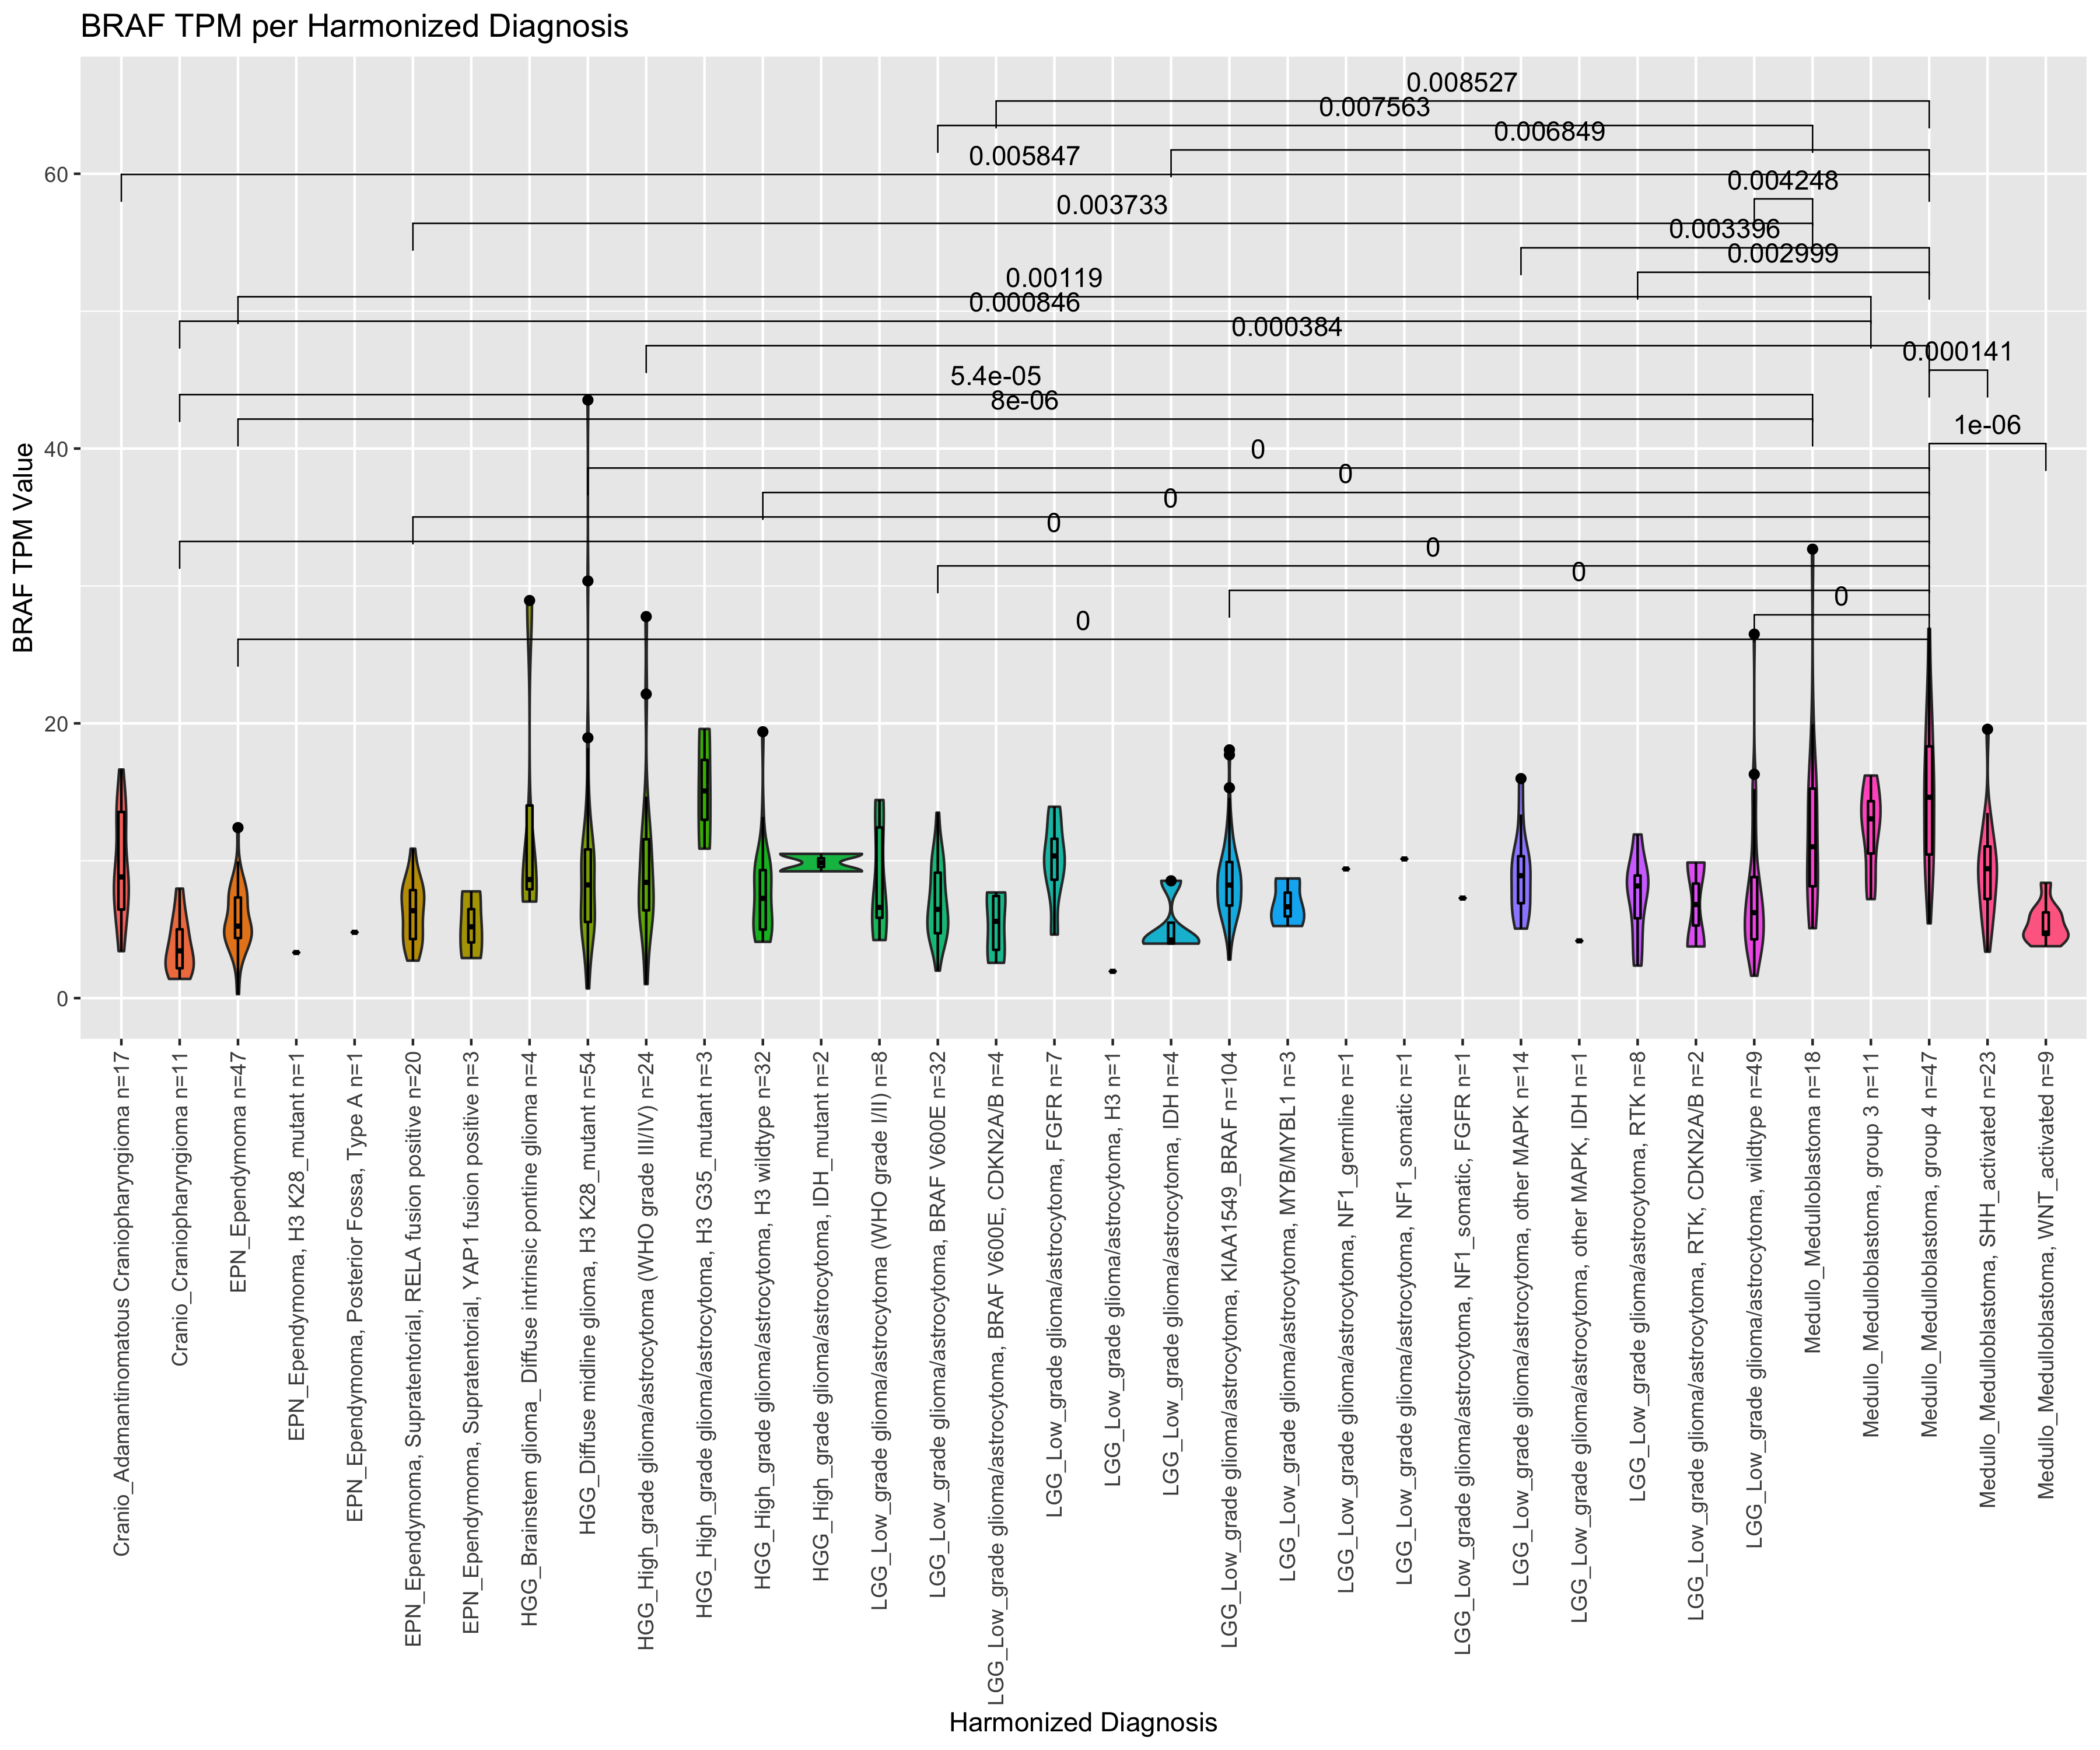 BRAF TPM per Harmonized Diagnosis
0.008527
0.007563
0.006849
0.005847
0.004248
0.003733
0.003396
0.002999
0.00119
0.000846
0.000384
0.000141
5.4e-05
8e-06
1e-06
0
0
0
0
0
0
0
0
BRAF TPM Value
60
40
20
0
Cranio_Adamantinomatous Craniopharyngioma n=17
Cranio_Craniopharyngioma n=11
EPN_Ependymoma n=47
EPN_Ependymoma, H3 K28_mutant n=1
EPN_Ependymoma, Posterior Fossa, Type A n=1
EPN_Ependymoma, Supratentorial, RELA fusion positive n=20
EPN_Ependymoma, Supratentorial, YAP1 fusion positive n=3
HGG_Brainstem glioma_ Diffuse intrinsic pontine glioma n=4
HGG_Diffuse midline glioma, H3 K28_mutant n=54
HGG_High_grade glioma/astrocytoma (WHO grade III/IV) n=24
HGG_High_grade glioma/astrocytoma, H3 G35_mutant n=3
HGG_High_grade glioma/astrocytoma, H3 wildtype n=32
HGG_High_grade glioma/astrocytoma, IDH_mutant n=2
LGG_Low_grade glioma/astrocytoma (WHO grade I/II) n=8
LGG_Low_grade glioma/astrocytoma, BRAF V600E n=32
LGG_Low_grade glioma/astrocytoma, BRAF V600E, CDKN2A/B n=4
LGG_Low_grade glioma/astrocytoma, FGFR n=7
LGG_Low_grade glioma/astrocytoma, H3 n=1
LGG_Low_grade glioma/astrocytoma, IDH n=4
LGG_Low_grade glioma/astrocytoma, KIAA1549_BRAF n=104
LGG_Low_grade glioma/astrocytoma, MYB/MYBL1 n=3
LGG_Low_grade glioma/astrocytoma, NF1_germline n=1
LGG_Low_grade glioma/astrocytoma, NF1_somatic n=1
LGG_Low_grade glioma/astrocytoma, NF1_somatic, FGFR n=1
LGG_Low_grade glioma/astrocytoma, other MAPK n=14
LGG_Low_grade glioma/astrocytoma, other MAPK, IDH n=1
LGG_Low_grade glioma/astrocytoma, RTK n=8
LGG_Low_grade glioma/astrocytoma, RTK, CDKN2A/B n=2
LGG_Low_grade glioma/astrocytoma, wildtype n=49
Medullo_Medulloblastoma n=18
Medullo_Medulloblastoma, group 3 n=11
Medullo_Medulloblastoma, group 4 n=47
Medullo_Medulloblastoma, SHH_activated n=23
Medullo_Medulloblastoma, WNT_activated n=9
Harmonized Diagnosis